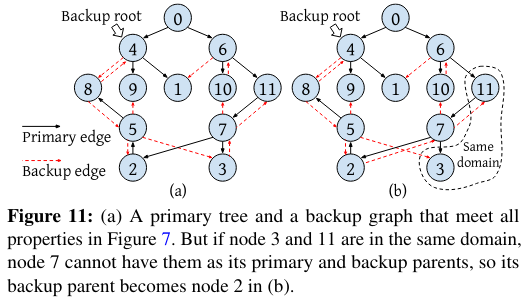 Backup root
0
Backup root
0
4
6
4
6
8
9
1
10
11
8
9
1
10
11
Primary edge
5
7
5
7
Same
domain
Backup edge
2
3
2
3
(a)
(b)
Figure 11: (a) A primary tree and a backup graph that meet all
properties in Figure 7. But if node 3 and 11 are in the same domain,
node 7 cannot have them as its primary and backup parents, so its
backup parent becomes node 2 in (b).